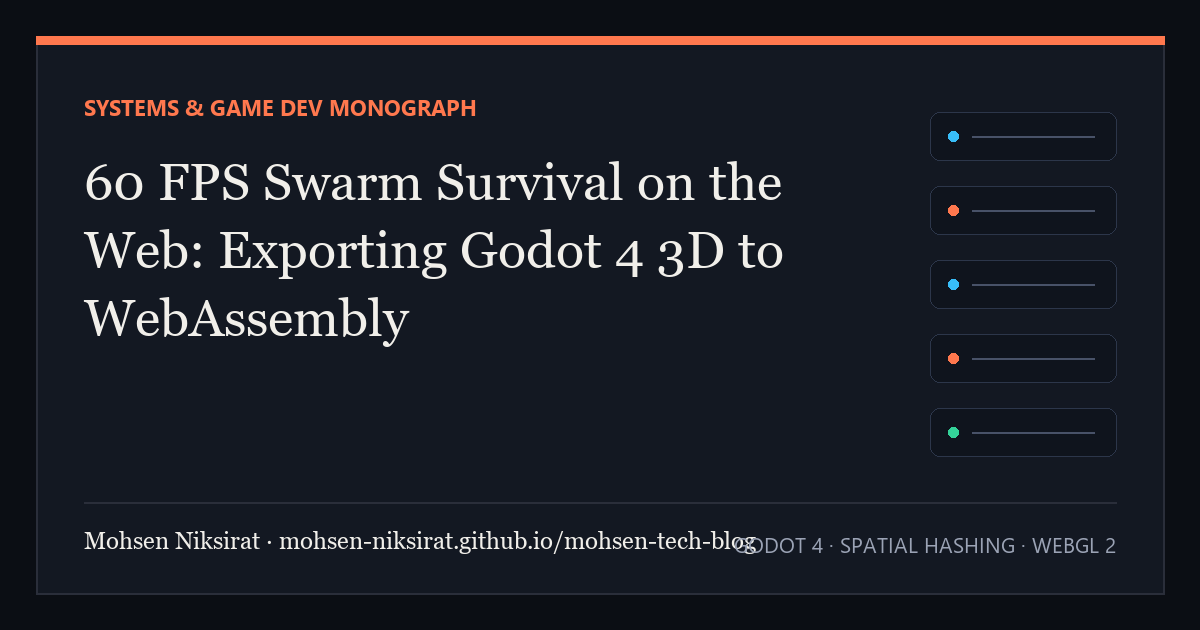 SYSTEMS & GAME DEV MONOGRAPH
60 FPS Swarm Survival on the
Web: Exporting Godot 4 3D to
WebAssembly
Mohsen Niksirat · mohsen-niksirat.github.io/mohsen-tech-blog
GODOT 4 · SPATIAL HASHING · WEBGL 2